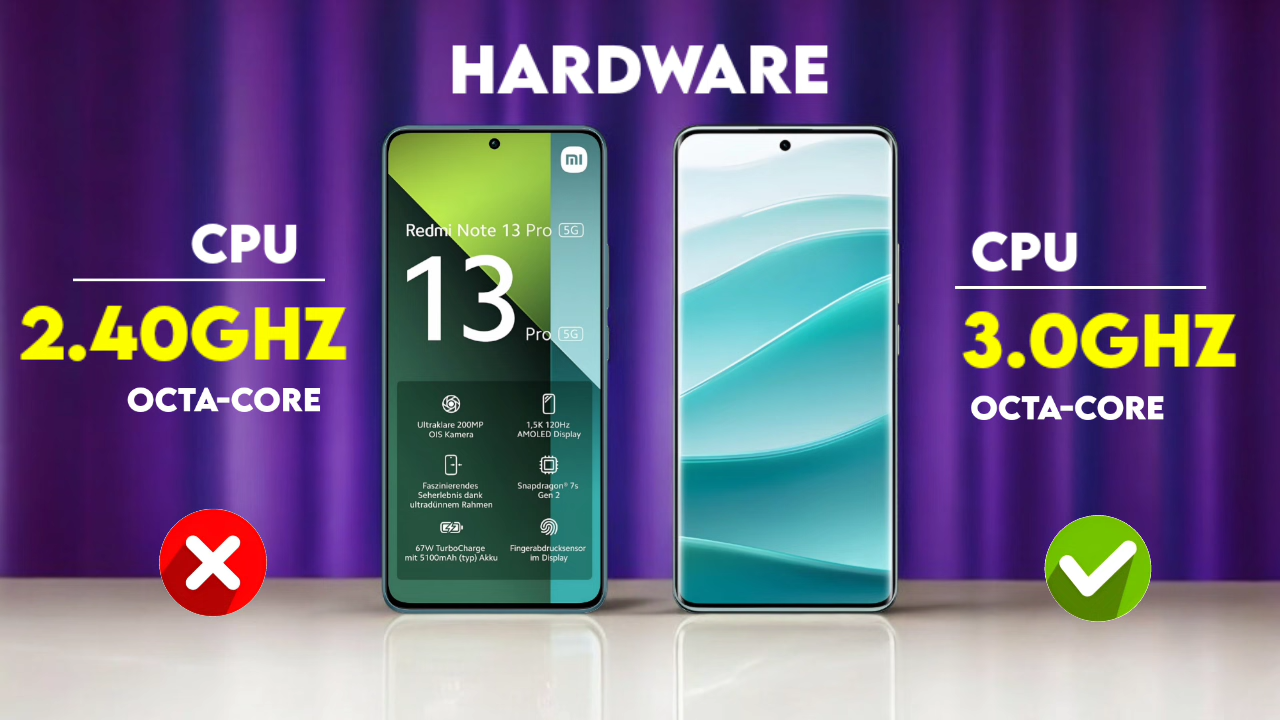 HARDWARE
CPU
2.40GHZ
OCTA-CORE
mi
Redmi Note 13 Pro 5G
13
Pro 5G
Ultraklare 200MP
OIS Kamera
1,5K 120Hz
AMOLED Display
Faszinierendes
Seherlebnis dank
ultradünnem Rahmen
Snapdragon® 7s
Gen 2
67W TurboCharge
mit 5100mAh (typ) Akku
Fingerabdrucksensor
im Display
CPU
3.0GHZ
OCTA-CORE